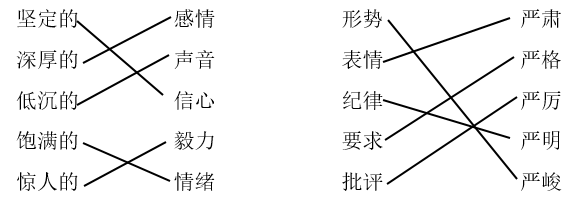 坚定的 感情 形势 严肃
深厚的 声音 表情 严格
低沉的 信心 纪律 严厉
饱满的 毅力 要求 严明
惊人的 情绪 批评 严峻